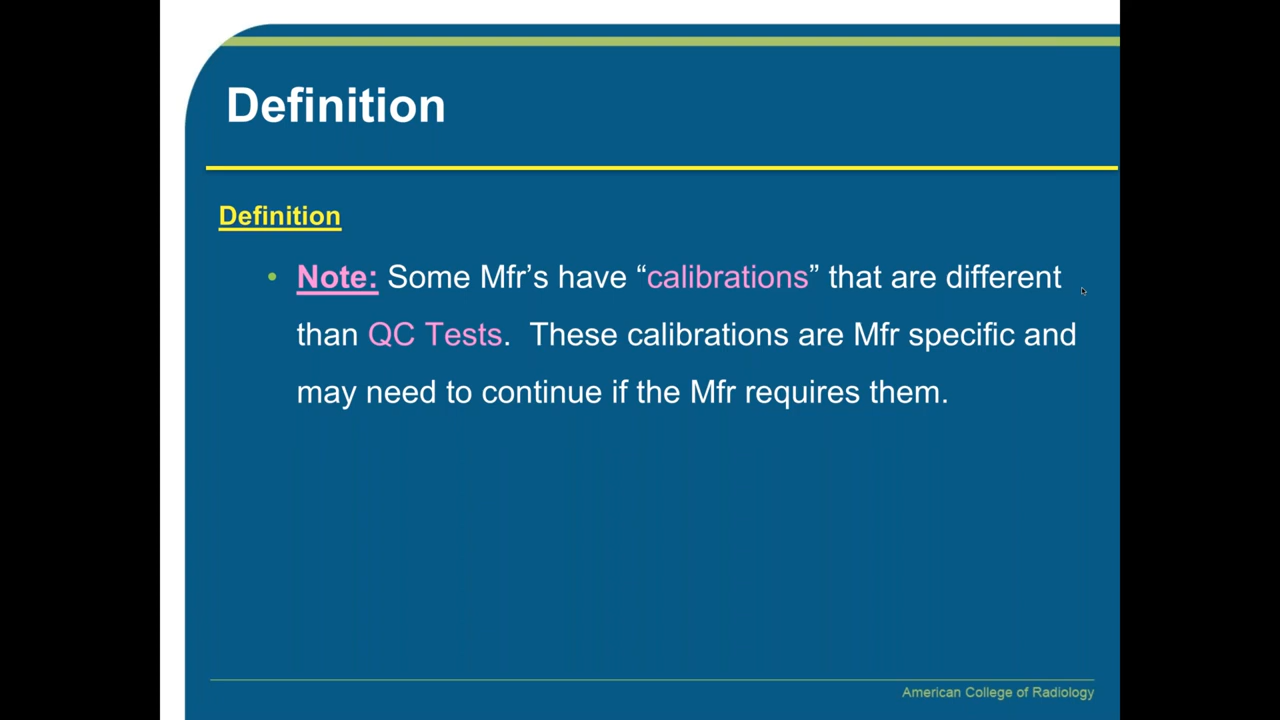 Definition
Definition
• Note: Some Mfr’s have “calibrations” that are different
than QC Tests.  These calibrations are Mfr specific and
may need to continue if the Mfr requires them.
American College of Radiology